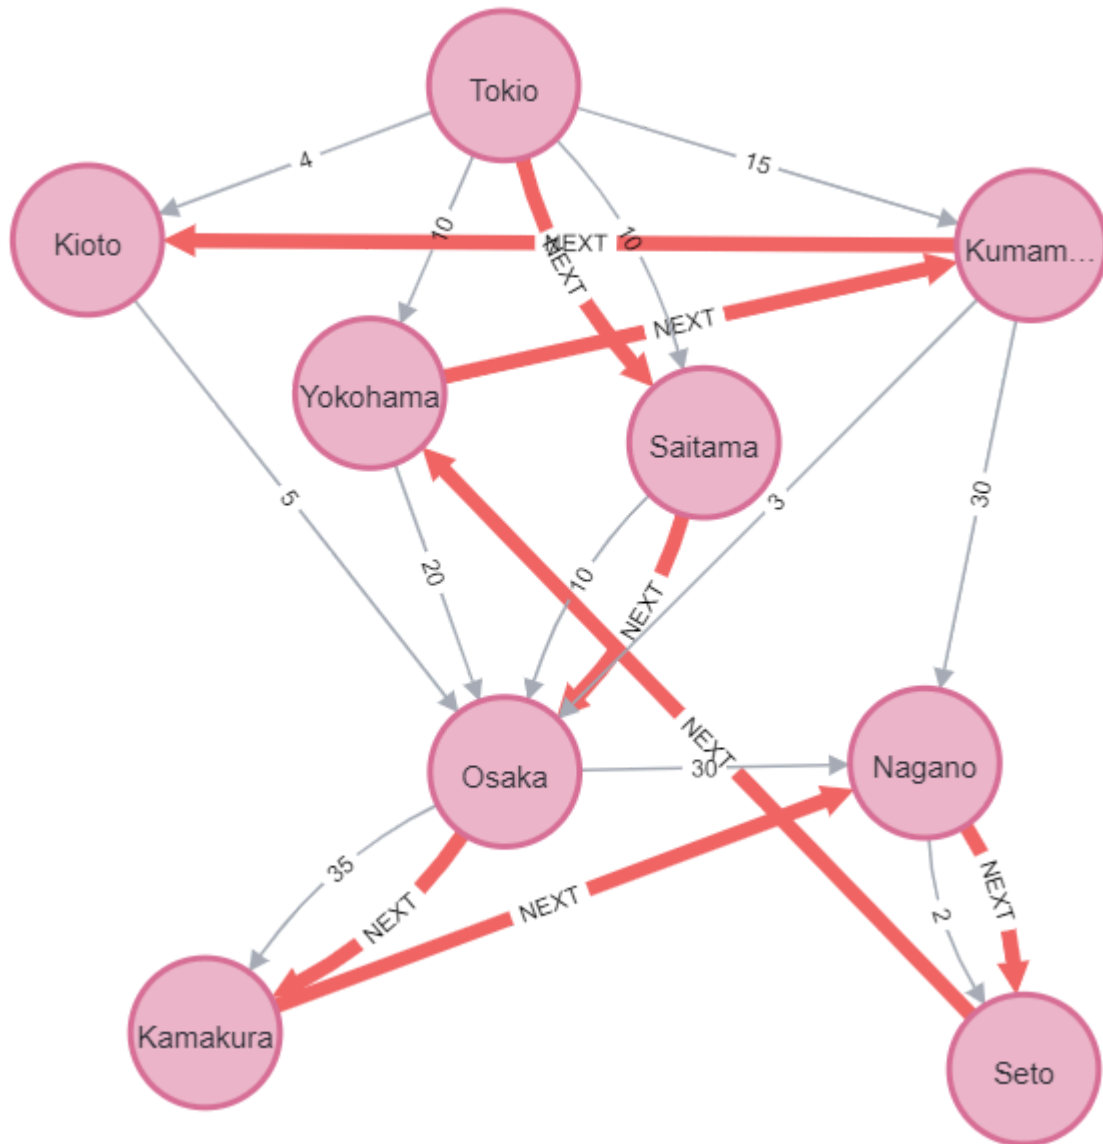 Tokio
4
15
10
10
Kioto
NEXT
Kumam...
NEXT
NEXT
Yokohama
Saitama
5
3
30
20
10
NEXT
NEXT
Osaka
30
Nagano
35
NEXT
NEXT
NEXT
2
Kamakura
Seto